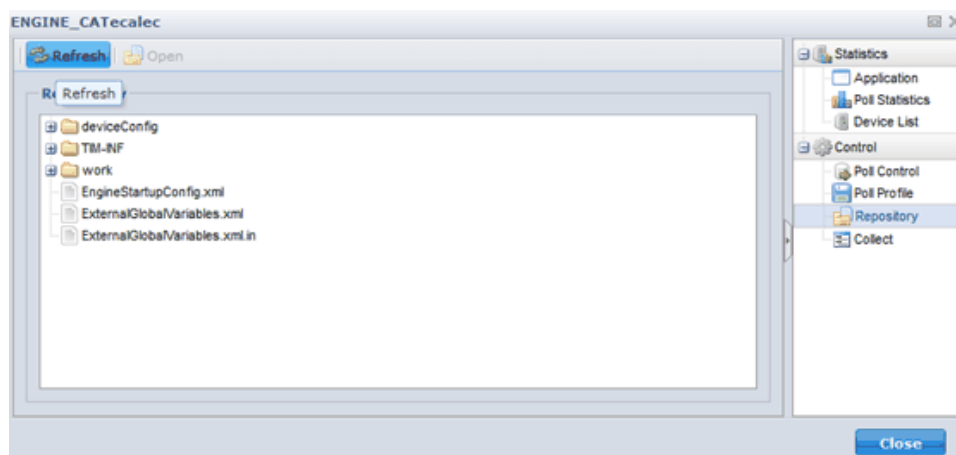 ENGINE_CATecalec
Refresh Open
Refresh
deviceConfig
TIM-INF
work
EngineStartupConfig.xml
ExternalGlobalVariables.xml
ExternalGlobalVariables.xml.in
Statistics
Application
Poll Statistics
Device List
Control
Poll Control
Poll Profile
Repository
Collect
Close